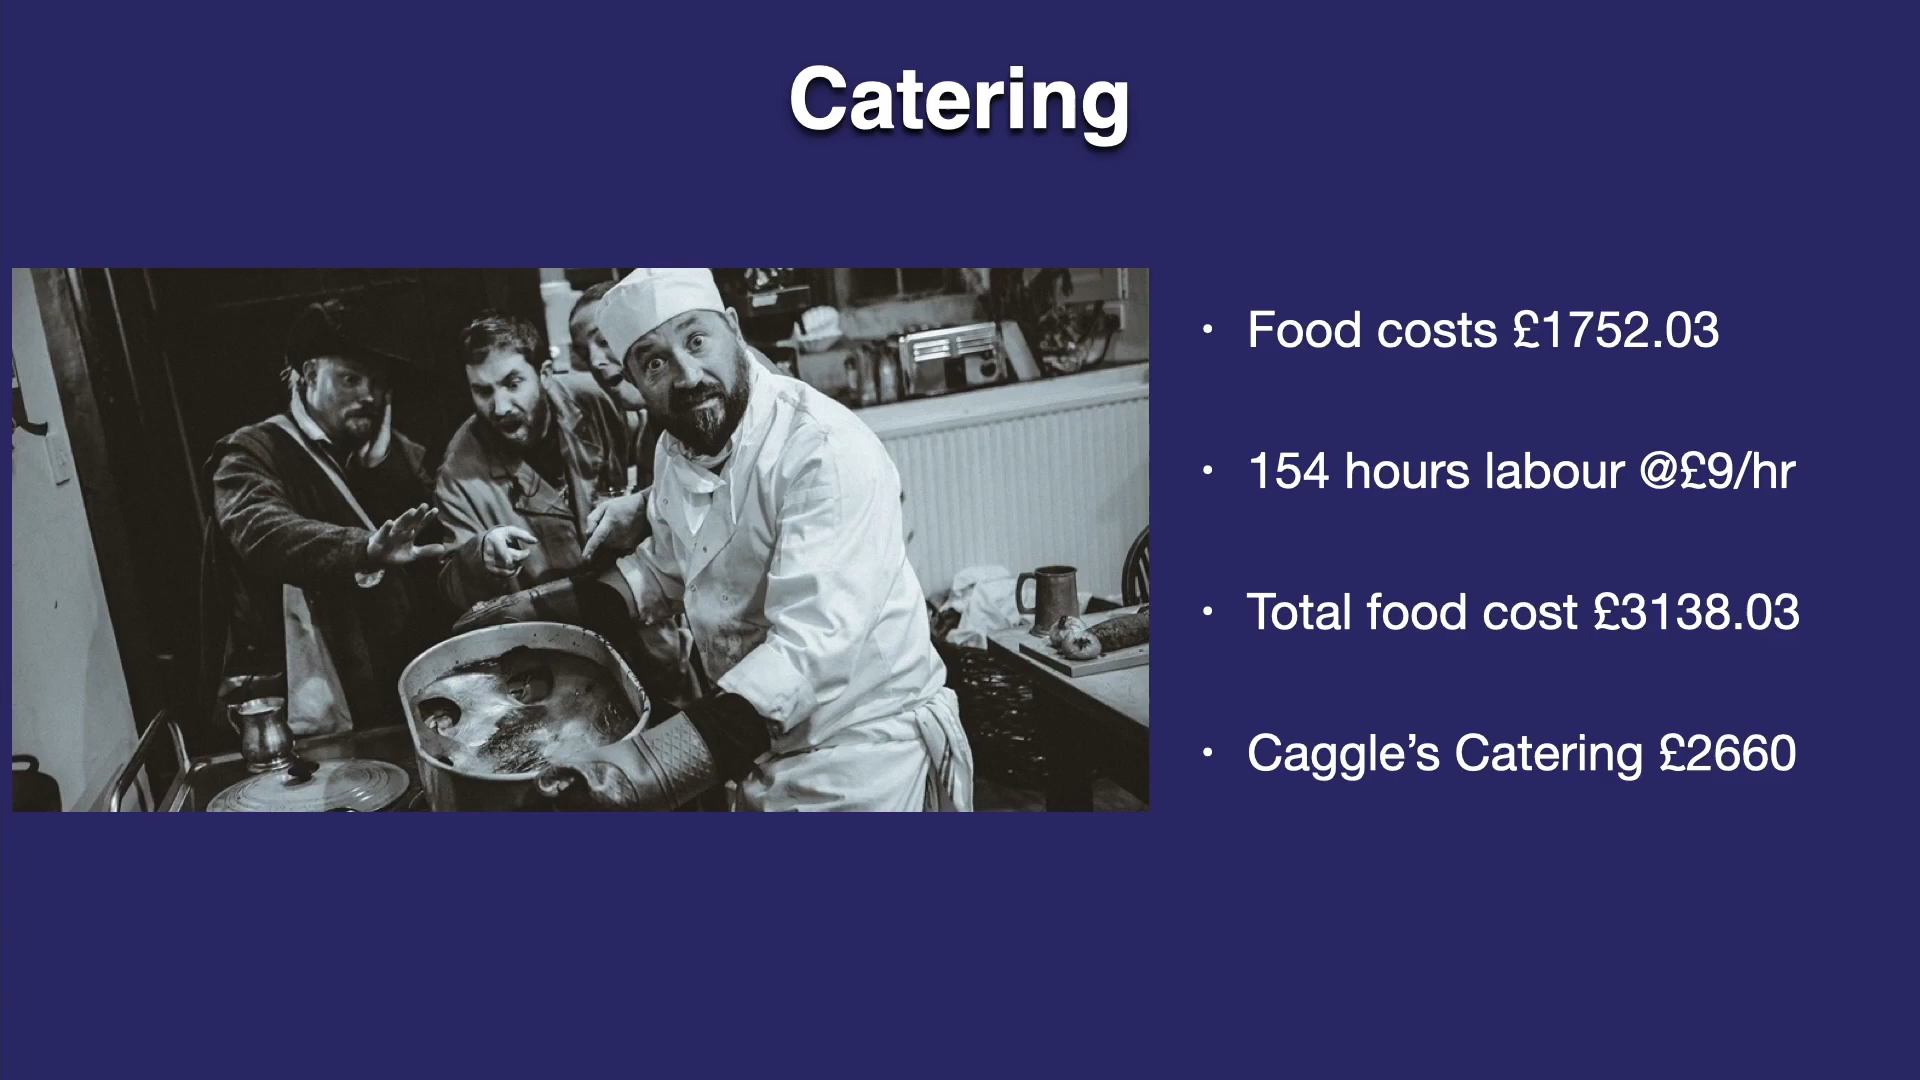 Catering
• Food costs £1752.03
• 154 hours labour @£9/hr
• Total food cost £3138.03
• Caggle’s Catering £2660